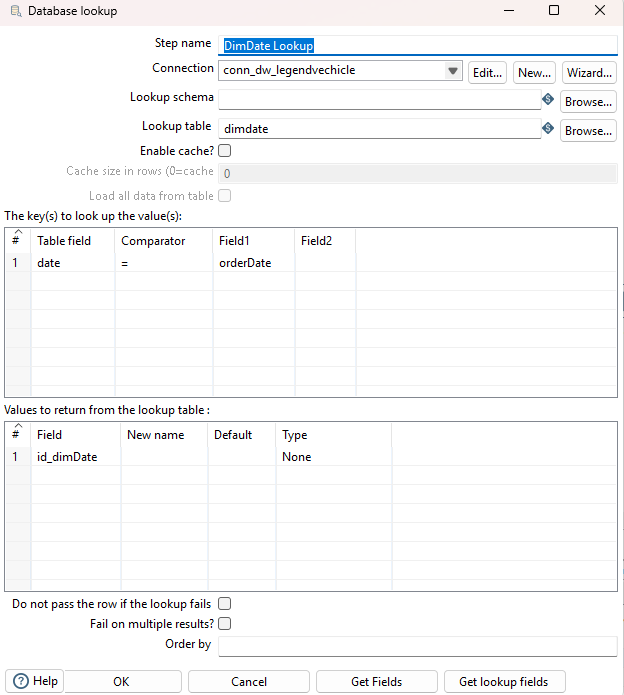 Database lookup
Step name DimDate Lookup
Connection conn_dw_legendvechicle Edit... New... Wizard...
Lookup schema Browse...
Lookup table dimdate Browse...
Enable cache?
Cache size in rows (0=cache 0
Load all data from table
The key(s) to look up the value(s):
# Table field Comparator Field1 Field2
1 date = orderDate
Values to return from the lookup table :
# Field New name Default Type
1 id_dimDate None
Do not pass the row if the lookup fails
Fail on multiple results?
Order by
Help OK Cancel Get Fields Get lookup fields